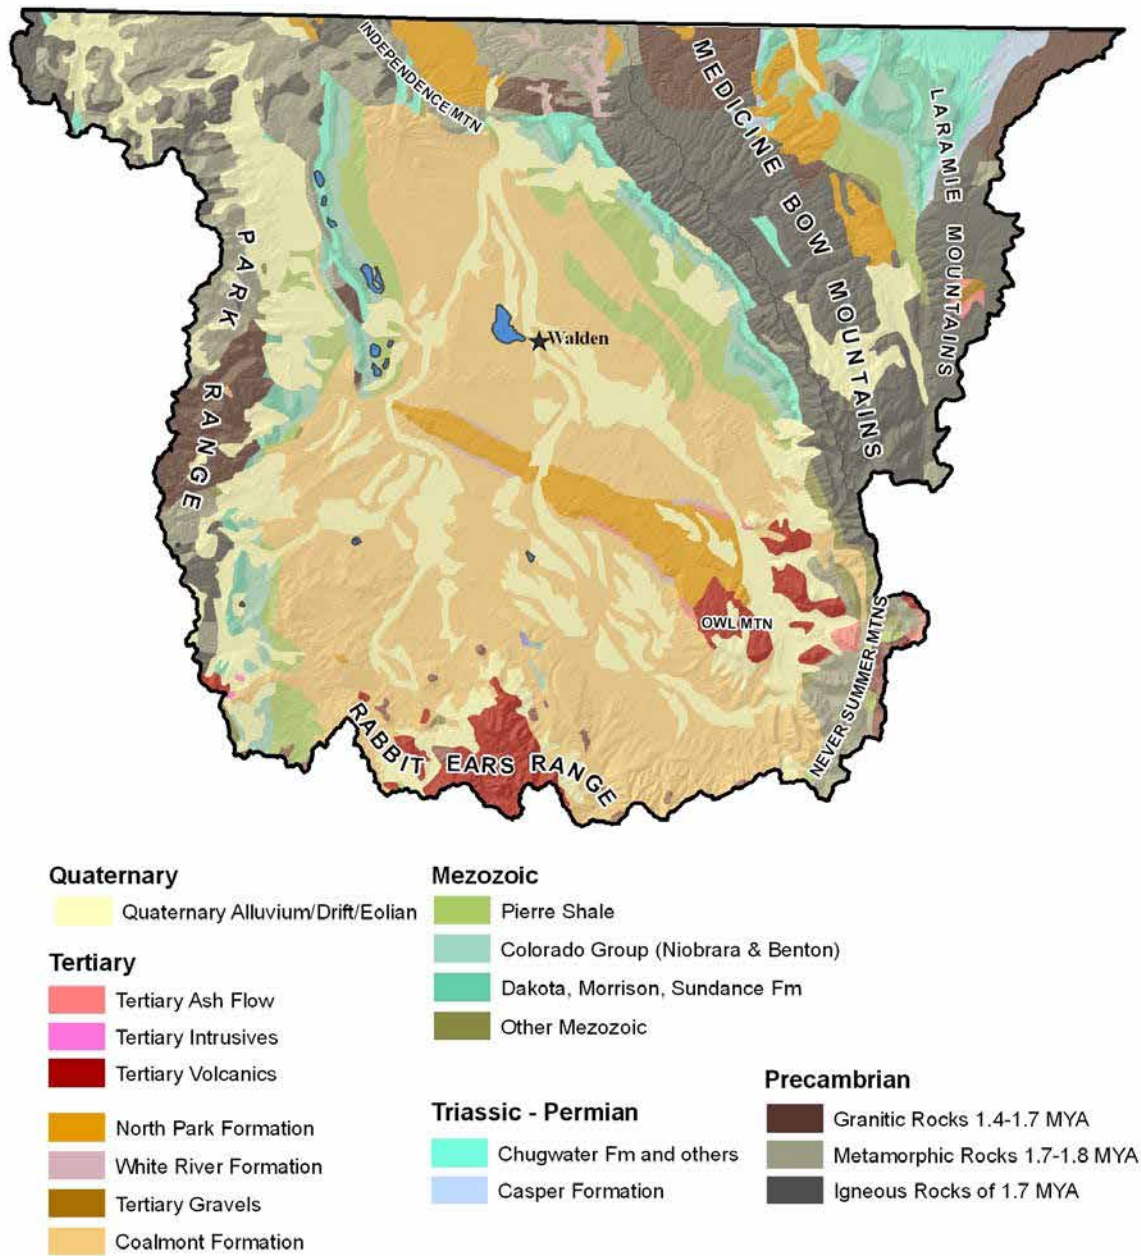 INDEPENDENCE MTN
MEDICINE BOW MOUNTAINS
LARAMIE MOUNTAINS
PARK RANGE
Walden
OWL MTN
NEVER SUMMER MTNS
RABBIT EARS RANGE
Quaternary
Quaternary Alluvium/Drift/Eolian
Tertiary
Tertiary Ash Flow
Tertiary Intrusives
Tertiary Volcanics
North Park Formation
White River Formation
Tertiary Gravels
Coalmont Formation
Mezozoic
Pierre Shale
Colorado Group (Niobrara & Benton)
Dakota, Morrison, Sundance Fm
Other Mezozoic
Triassic - Permian
Chugwater Fm and others
Casper Formation
Precambrian
Granitic Rocks 1.4-1.7 MYA
Metamorphic Rocks 1.7-1.8 MYA
Igneous Rocks of 1.7 MYA